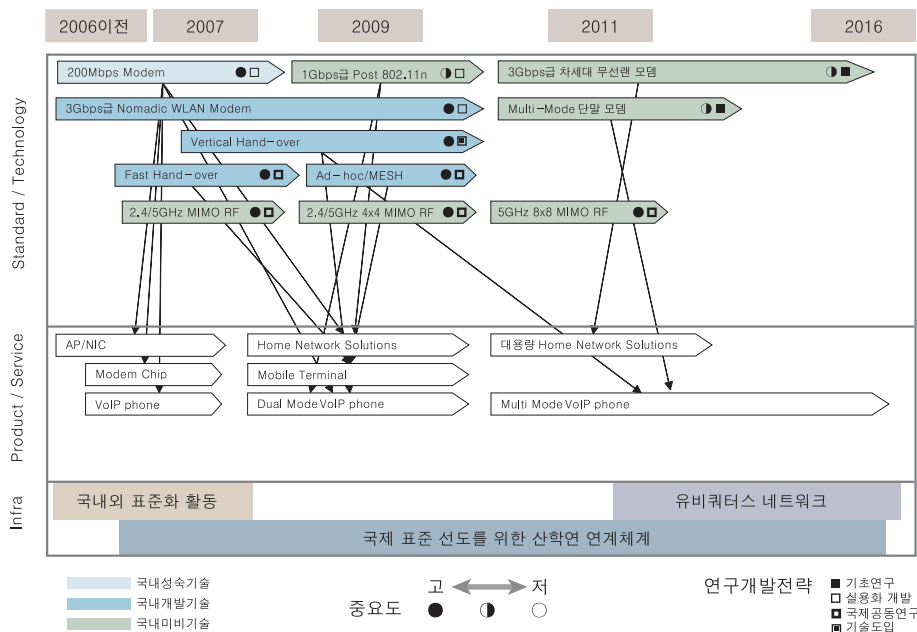 2006이전 2007 2009 2011 2016
Standard / Technology
200Mbps Modem 1Gbps급 Post 802.11n 3Gbps급 차세대 무선랜 모뎀
3Gbps급 Nomadic WLAN Modem Multi-Mode 단말 모뎀
Vertical Hand-over
Fast Hand-over Ad-hoc/MESH
2.4/5GHz MIMO RF 2.4/5GHz 4x4 MIMO RF 5GHz 8x8 MIMO RF
Product / Service
AP/NIC Home Network Solutions 대용량 Home Network Solutions
Modem Chip Mobile Terminal
VoIP phone Dual Mode VoIP phone Multi Mode VoIP phone
Infra
국내외 표준화 활동 유비쿼터스 네트워크
국제 표준 선도를 위한 산학연 연계체계
국내성숙기술
국내개발기술
국내미비기술
고 저
중요도
연구개발전략
기초연구
실용화 개발
국제공동연구
기술도입